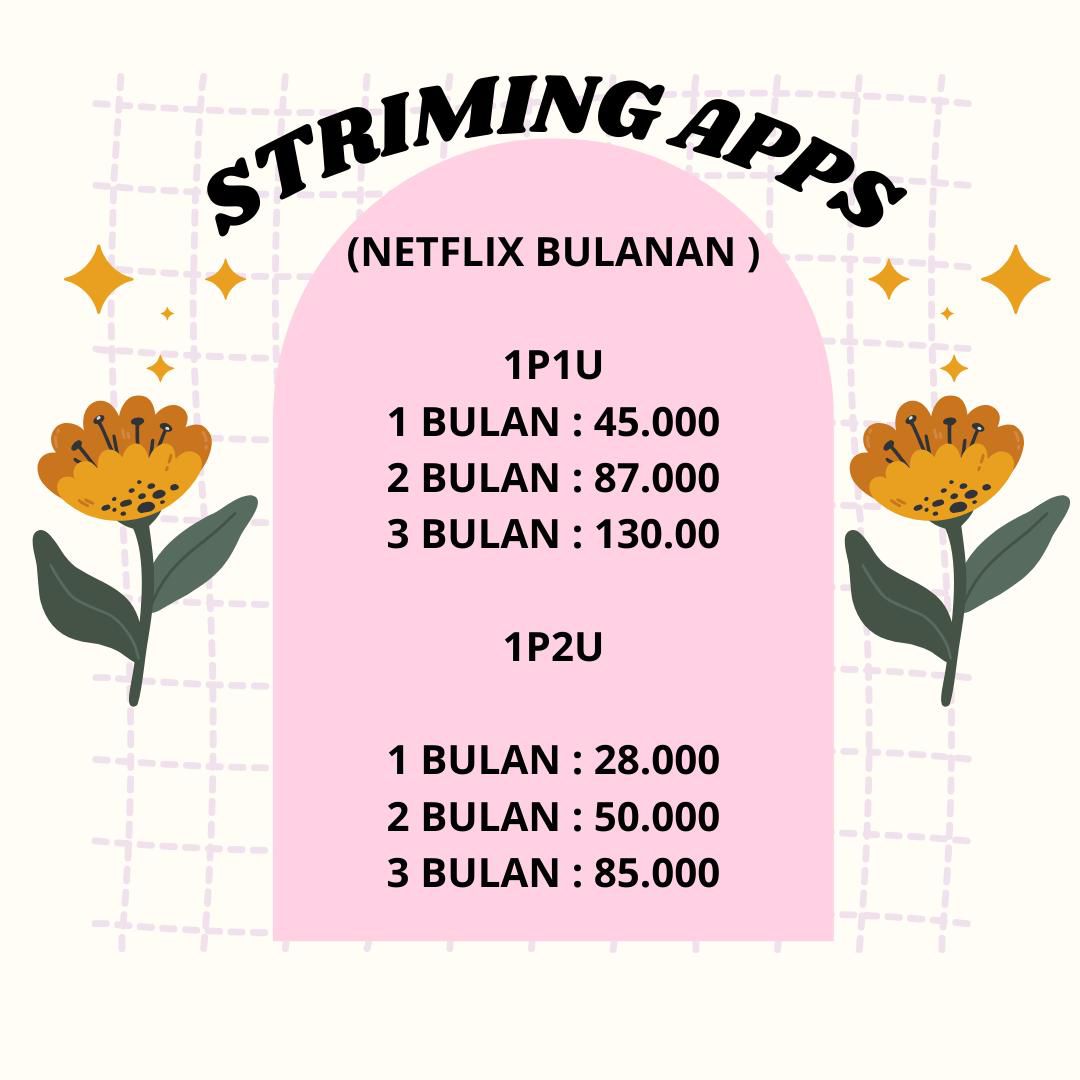 STRIMING APPS
(NETFLIX BULANAN )
1P1U
1 BULAN : 45.000
2 BULAN : 87.000
3 BULAN : 130.00
1P2U
1 BULAN : 28.000
2 BULAN : 50.000
3 BULAN : 85.000